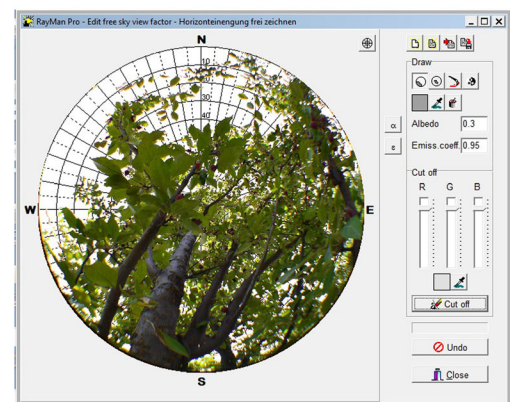 RayMan Pro - Edit free sky view factor - Horizonteinengung frei zeichnen
N
10
30
40
W
E
S
Draw
α
Albedo
0.3
ε
Emiss.coeff.
0.95
Cut off
R G B
Cut off
Undo
Close